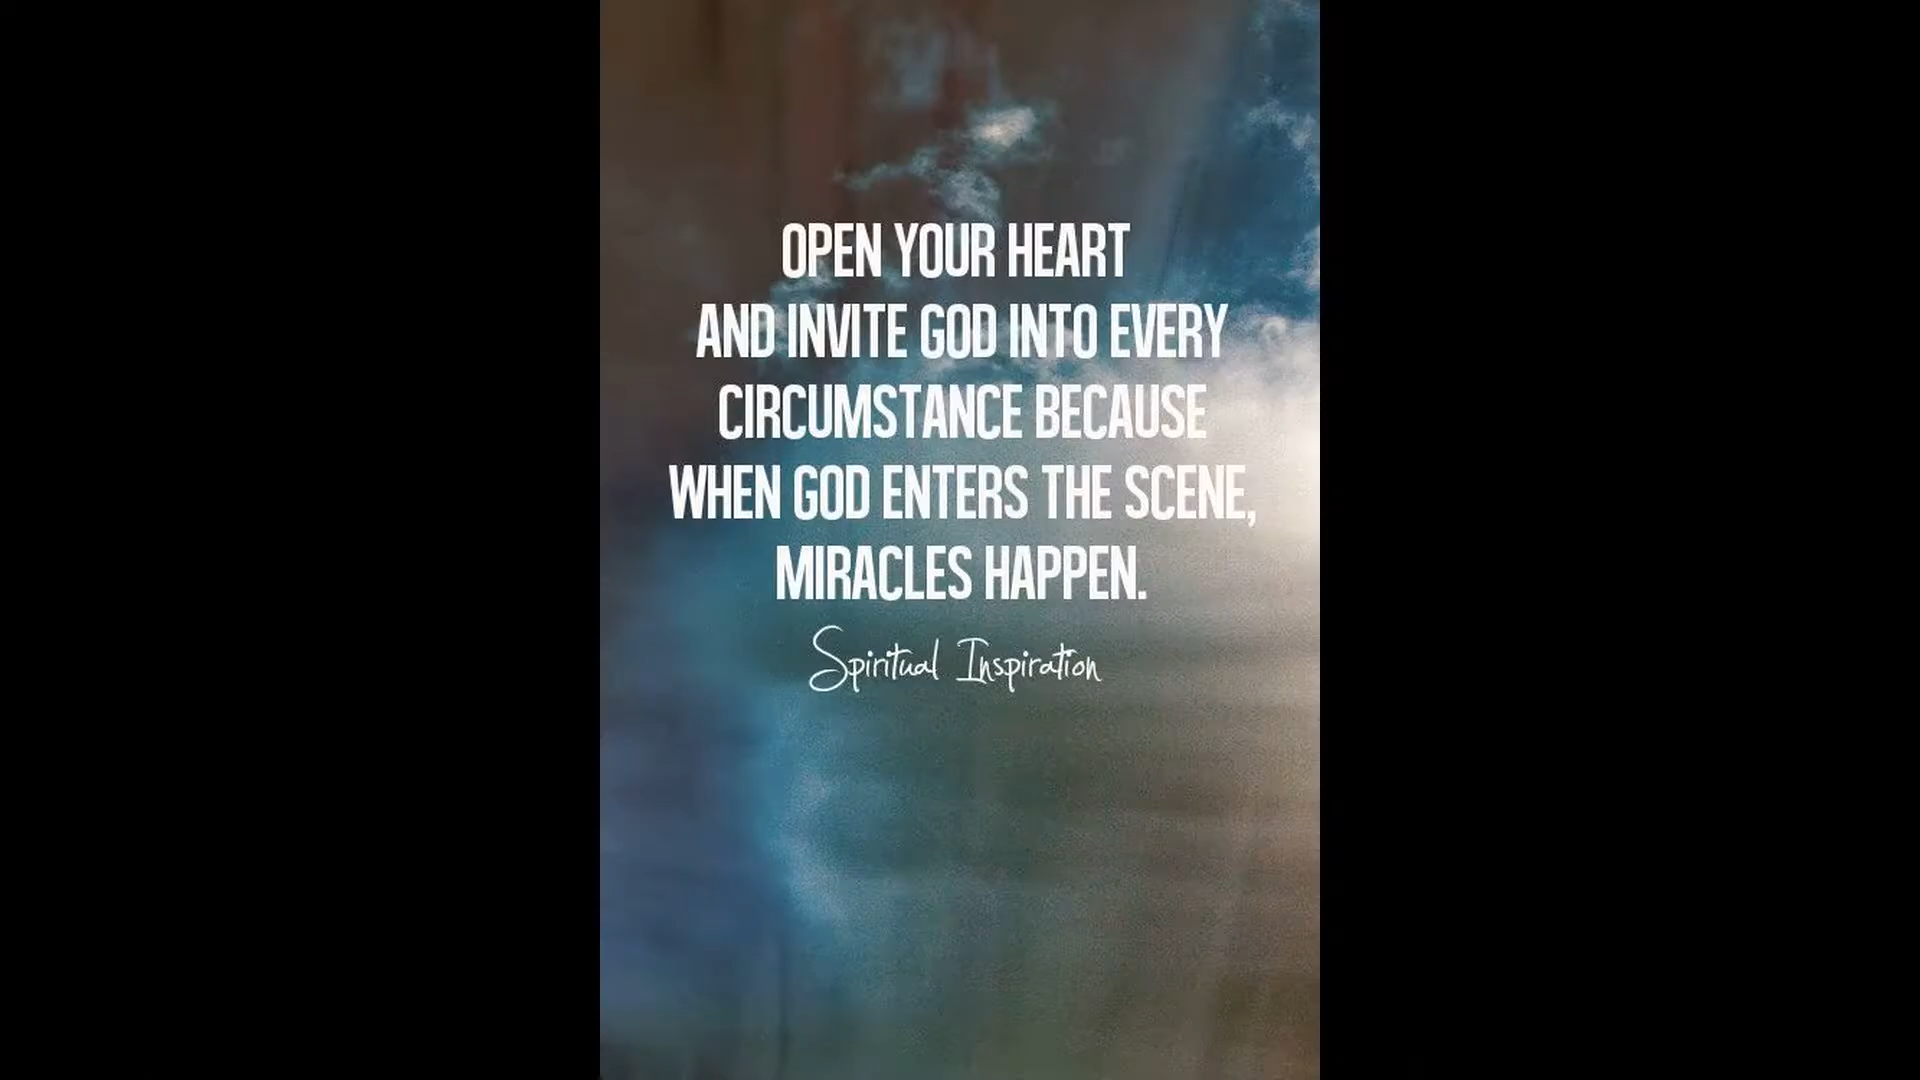 OPEN YOUR HEART
AND INVITE GOD INTO EVERY
CIRCUMSTANCE BECAUSE
WHEN GOD ENTERS THE SCENE,
MIRACLES HAPPEN.
Spiritual Inspiration